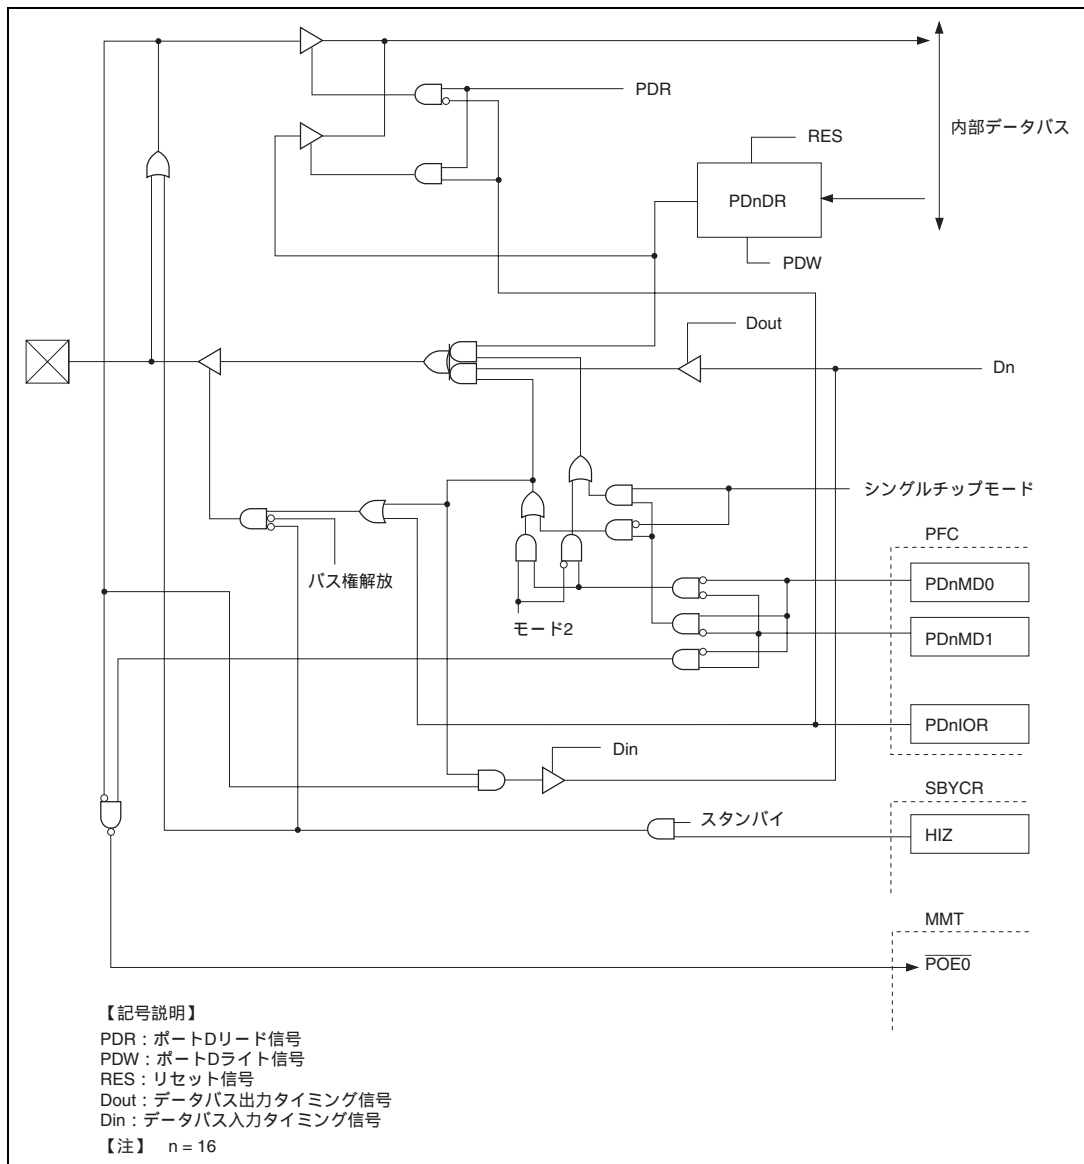 PDR
内部データバス
RES
PDnDR
PDW
Dout
Dn
シングルチップモード
PFC
バス権解放
PDnMD0
モード2
PDnMD1
PDnIOR
Din
SBYCR
スタンバイ
HIZ
MMT
POE0
【記号説明】
PDR：ポートDリード信号
PDW：ポートDライト信号
RES：リセット信号
Dout：データバス出力タイミング信号
Din：データバス入力タイミング信号
【注】 n = 16